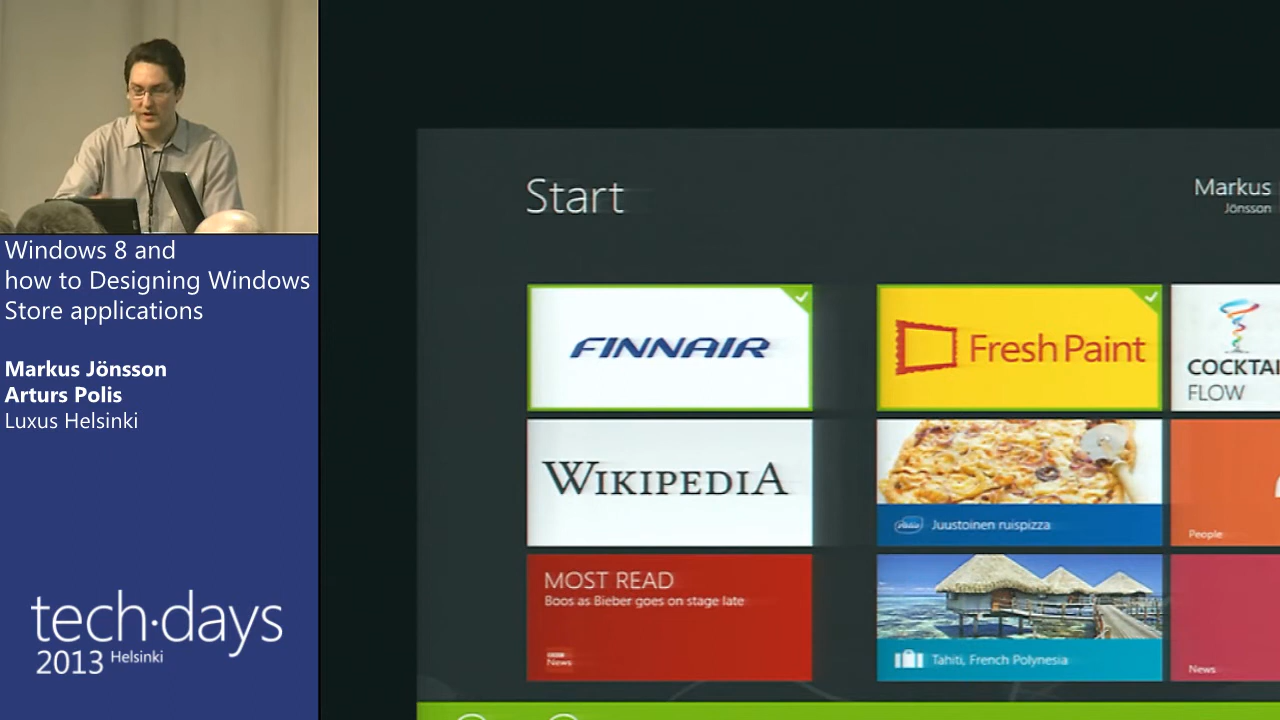 Windows 8 and
how to Designing Windows
Store applications
Markus Jönsson
Arturs Polis
Luxus Helsinki
tech·days
2013 Helsinki
Start
Markus
Jönsson
FINNAIR
Fresh Paint
COCKTAI
FLOW
WIKIPEDIA
Valio
Juustoinen ruispizza
People
MOST READ
Boos as Bieber goes on stage late
BBC
News
Tahiti, French Polynesia
News